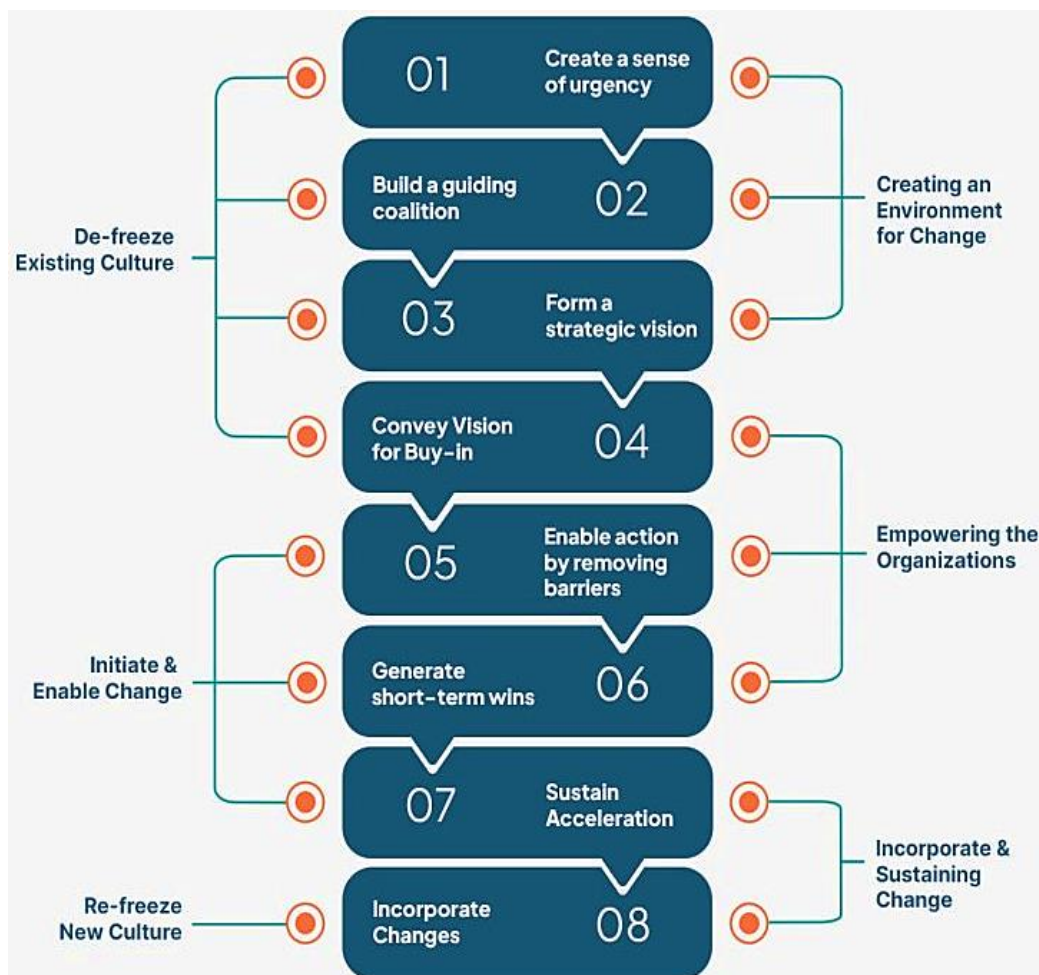 01
Create a sense
of urgency
Build a guiding
coalition
02
Creating an
Environment
for Change
De-freeze
Existing Culture
03
Form a
strategic vision
Convey Vision
for Buy-in
04
05
Enable action
by removing
barriers
Empowering the
Organizations
Initiate &
Enable Change
Generate
short-term wins
06
07
Sustain
Acceleration
Incorporate &
Sustaining
Change
Re-freeze
New Culture
Incorporate
Changes
08